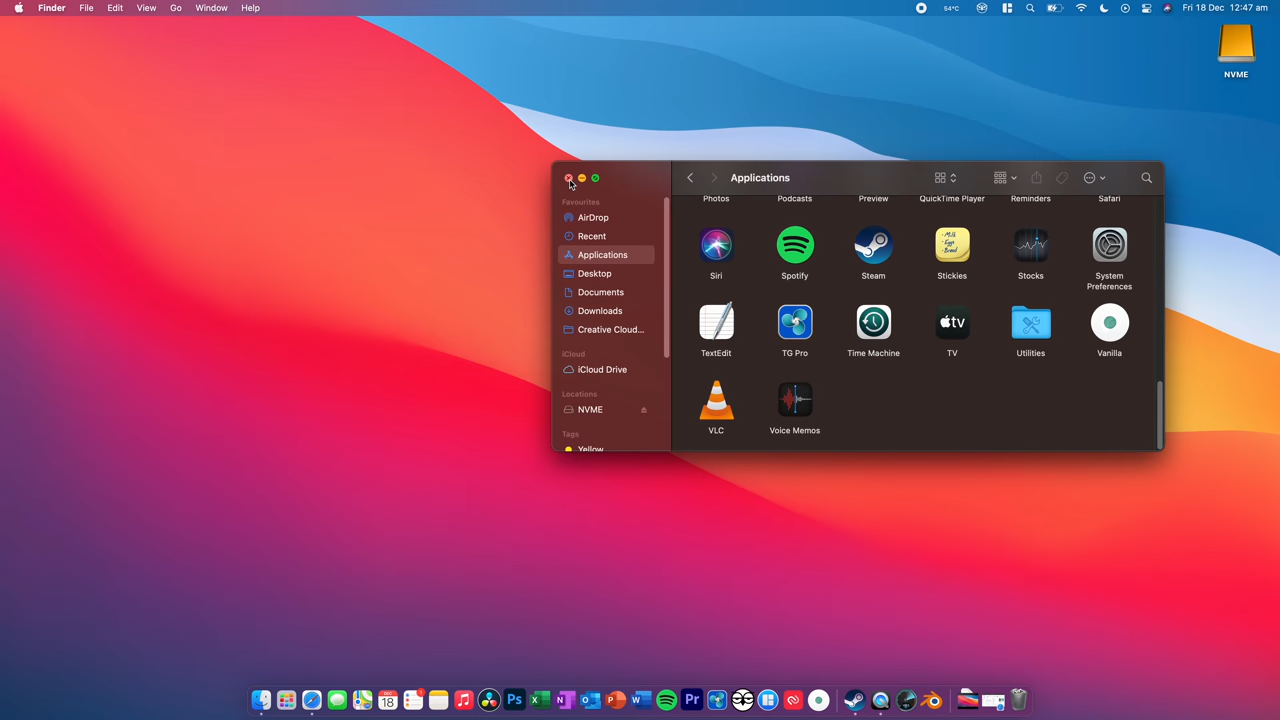 Finder File Edit View Go Window Help
54°C
Fri 18 Dec 12:47 am
NVME
Applications
Favourites
AirDrop
Recent
Applications
Desktop
Documents
Downloads
Creative Cloud...
iCloud
iCloud Drive
Locations
NVME
Tags
Yellow
Photos Podcasts Preview QuickTime Player Reminders Safari
Siri Spotify Steam Stickies Stocks System
Preferences
TextEdit TG Pro Time Machine TV Utilities Vanilla
VLC Voice Memos